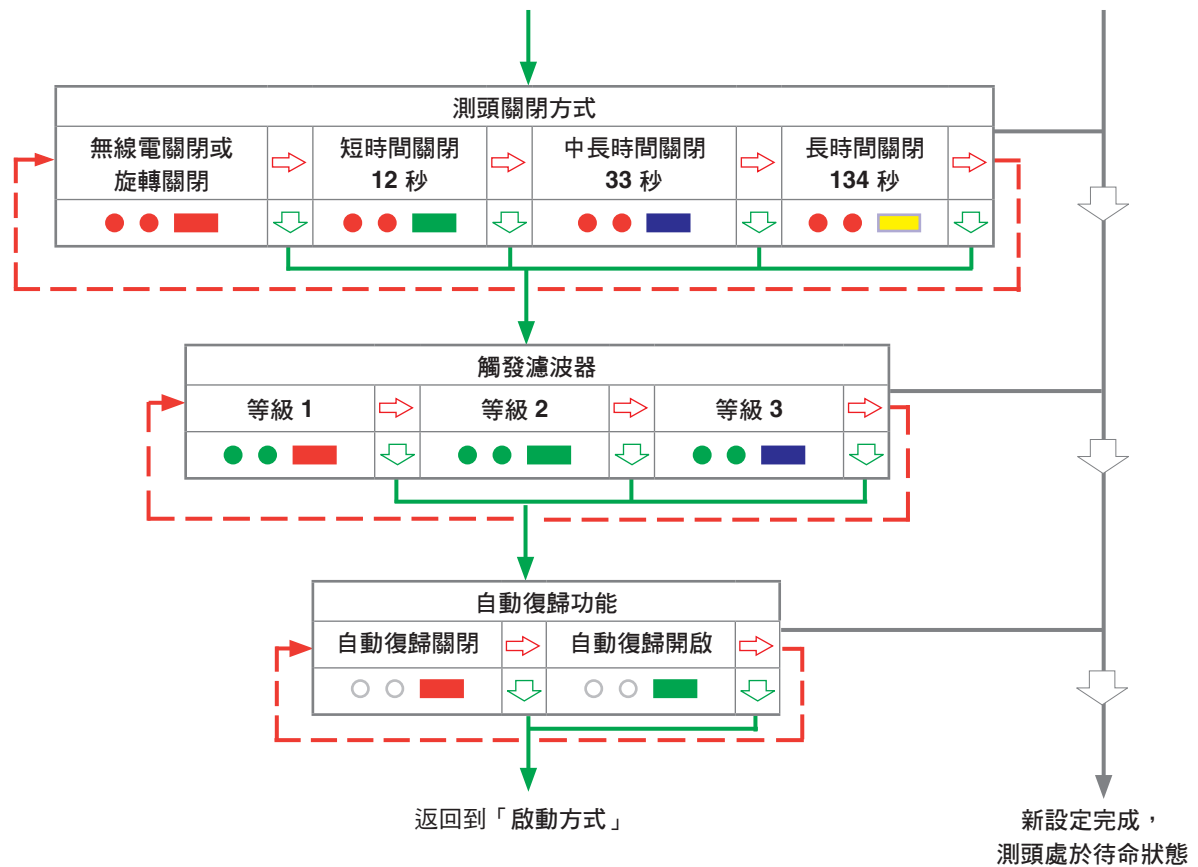 測頭關閉方式
無線電關閉或
旋轉關閉
短時間關閉
12 秒
中長時間關閉
33 秒
長時間關閉
134 秒
觸發濾波器
等級 1
等級 2
等級 3
自動復歸功能
自動復歸關閉
自動復歸開啟
返回到「啟動方式」
新設定完成，
測頭處於待命狀態